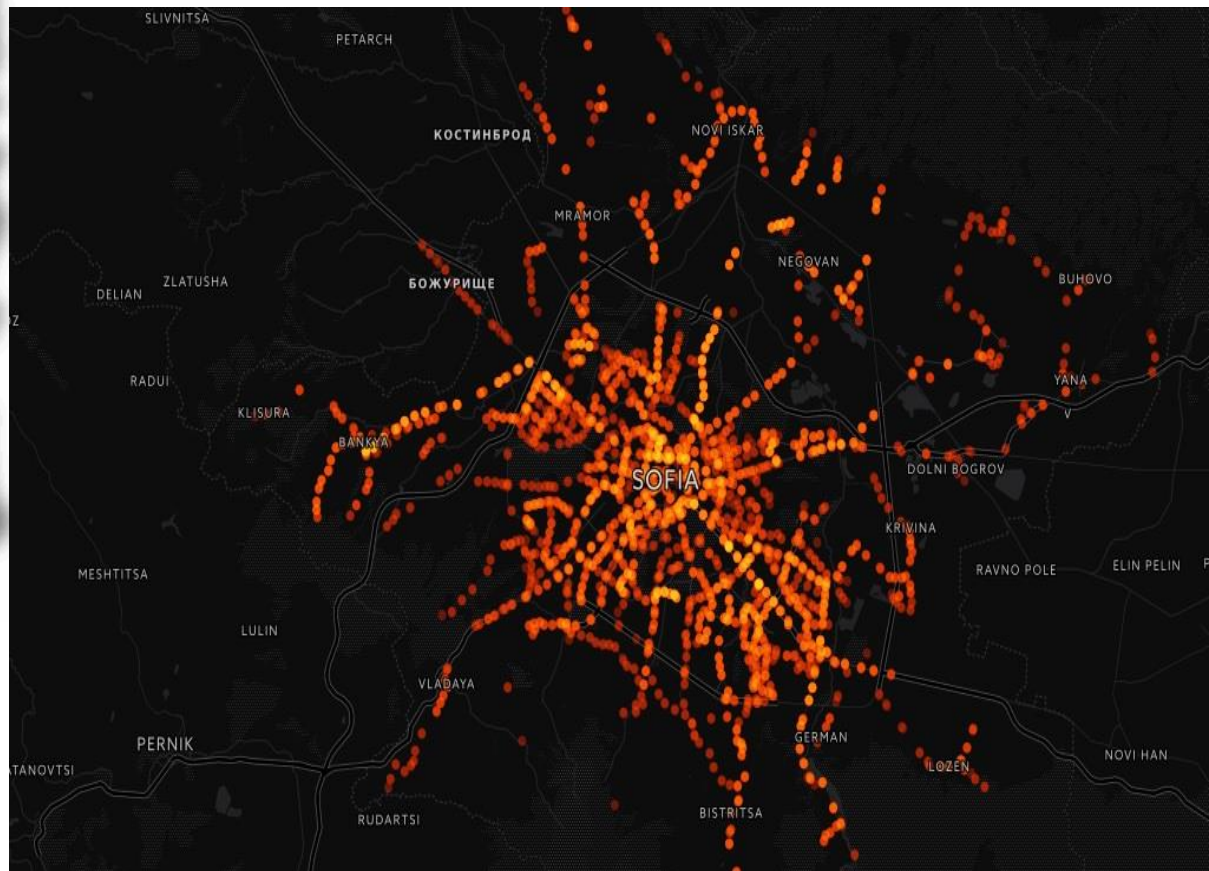 SLIVNITSA
PETARCH
NOVI ISKAR
КОСТИНБРОД
MRAMOR
NEGOVAN
BUHOVO
ZLATUSHA
БОЖУРИЩЕ
DELIAN
OZ
RADUI
YANA
KLISURA
V
BANKYA
DOLNI BOGROV
SOFIA
KRIVINA
RAVNO POLE
ELIN PELIN
MESHTITSA
LULIN
VLADAYA
PERNIK
GERMAN
NOVI HAN
ATANOVTSI
LOZEN
RUDARTSI
BISTRITSA